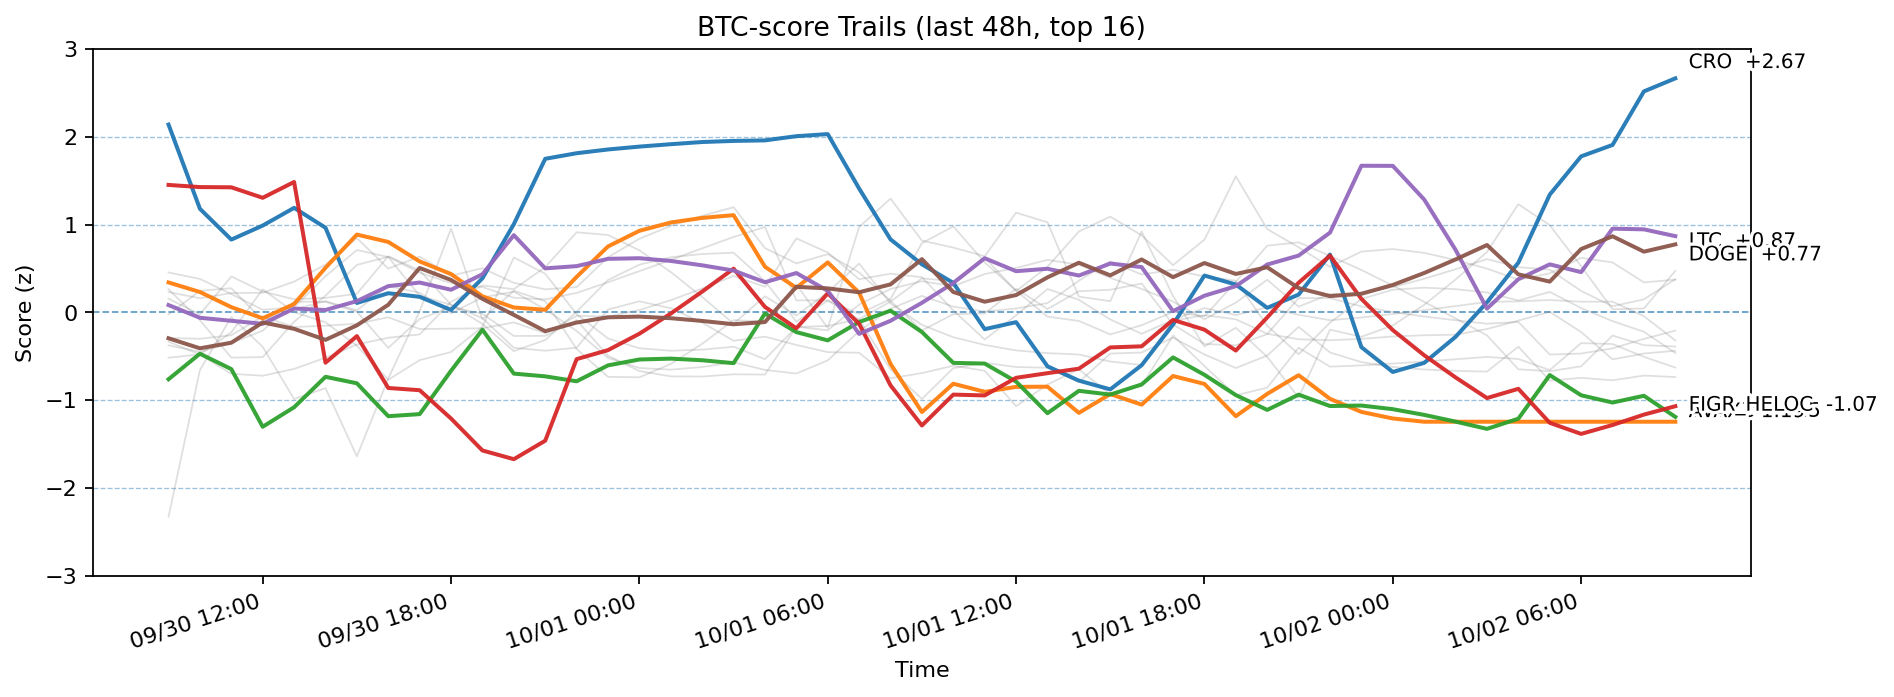 BTC-score Trails (last 48h, top 16)
Score (z)
3
2
1
0
−1
−2
−3
CRO +2.67
LTC +0.87
DOGE +0.77
FIGR_HELOC -1.07
09/30 12:00
09/30 18:00
10/01 00:00
10/01 06:00
10/01 12:00
10/01 18:00
10/02 00:00
10/02 06:00
Time